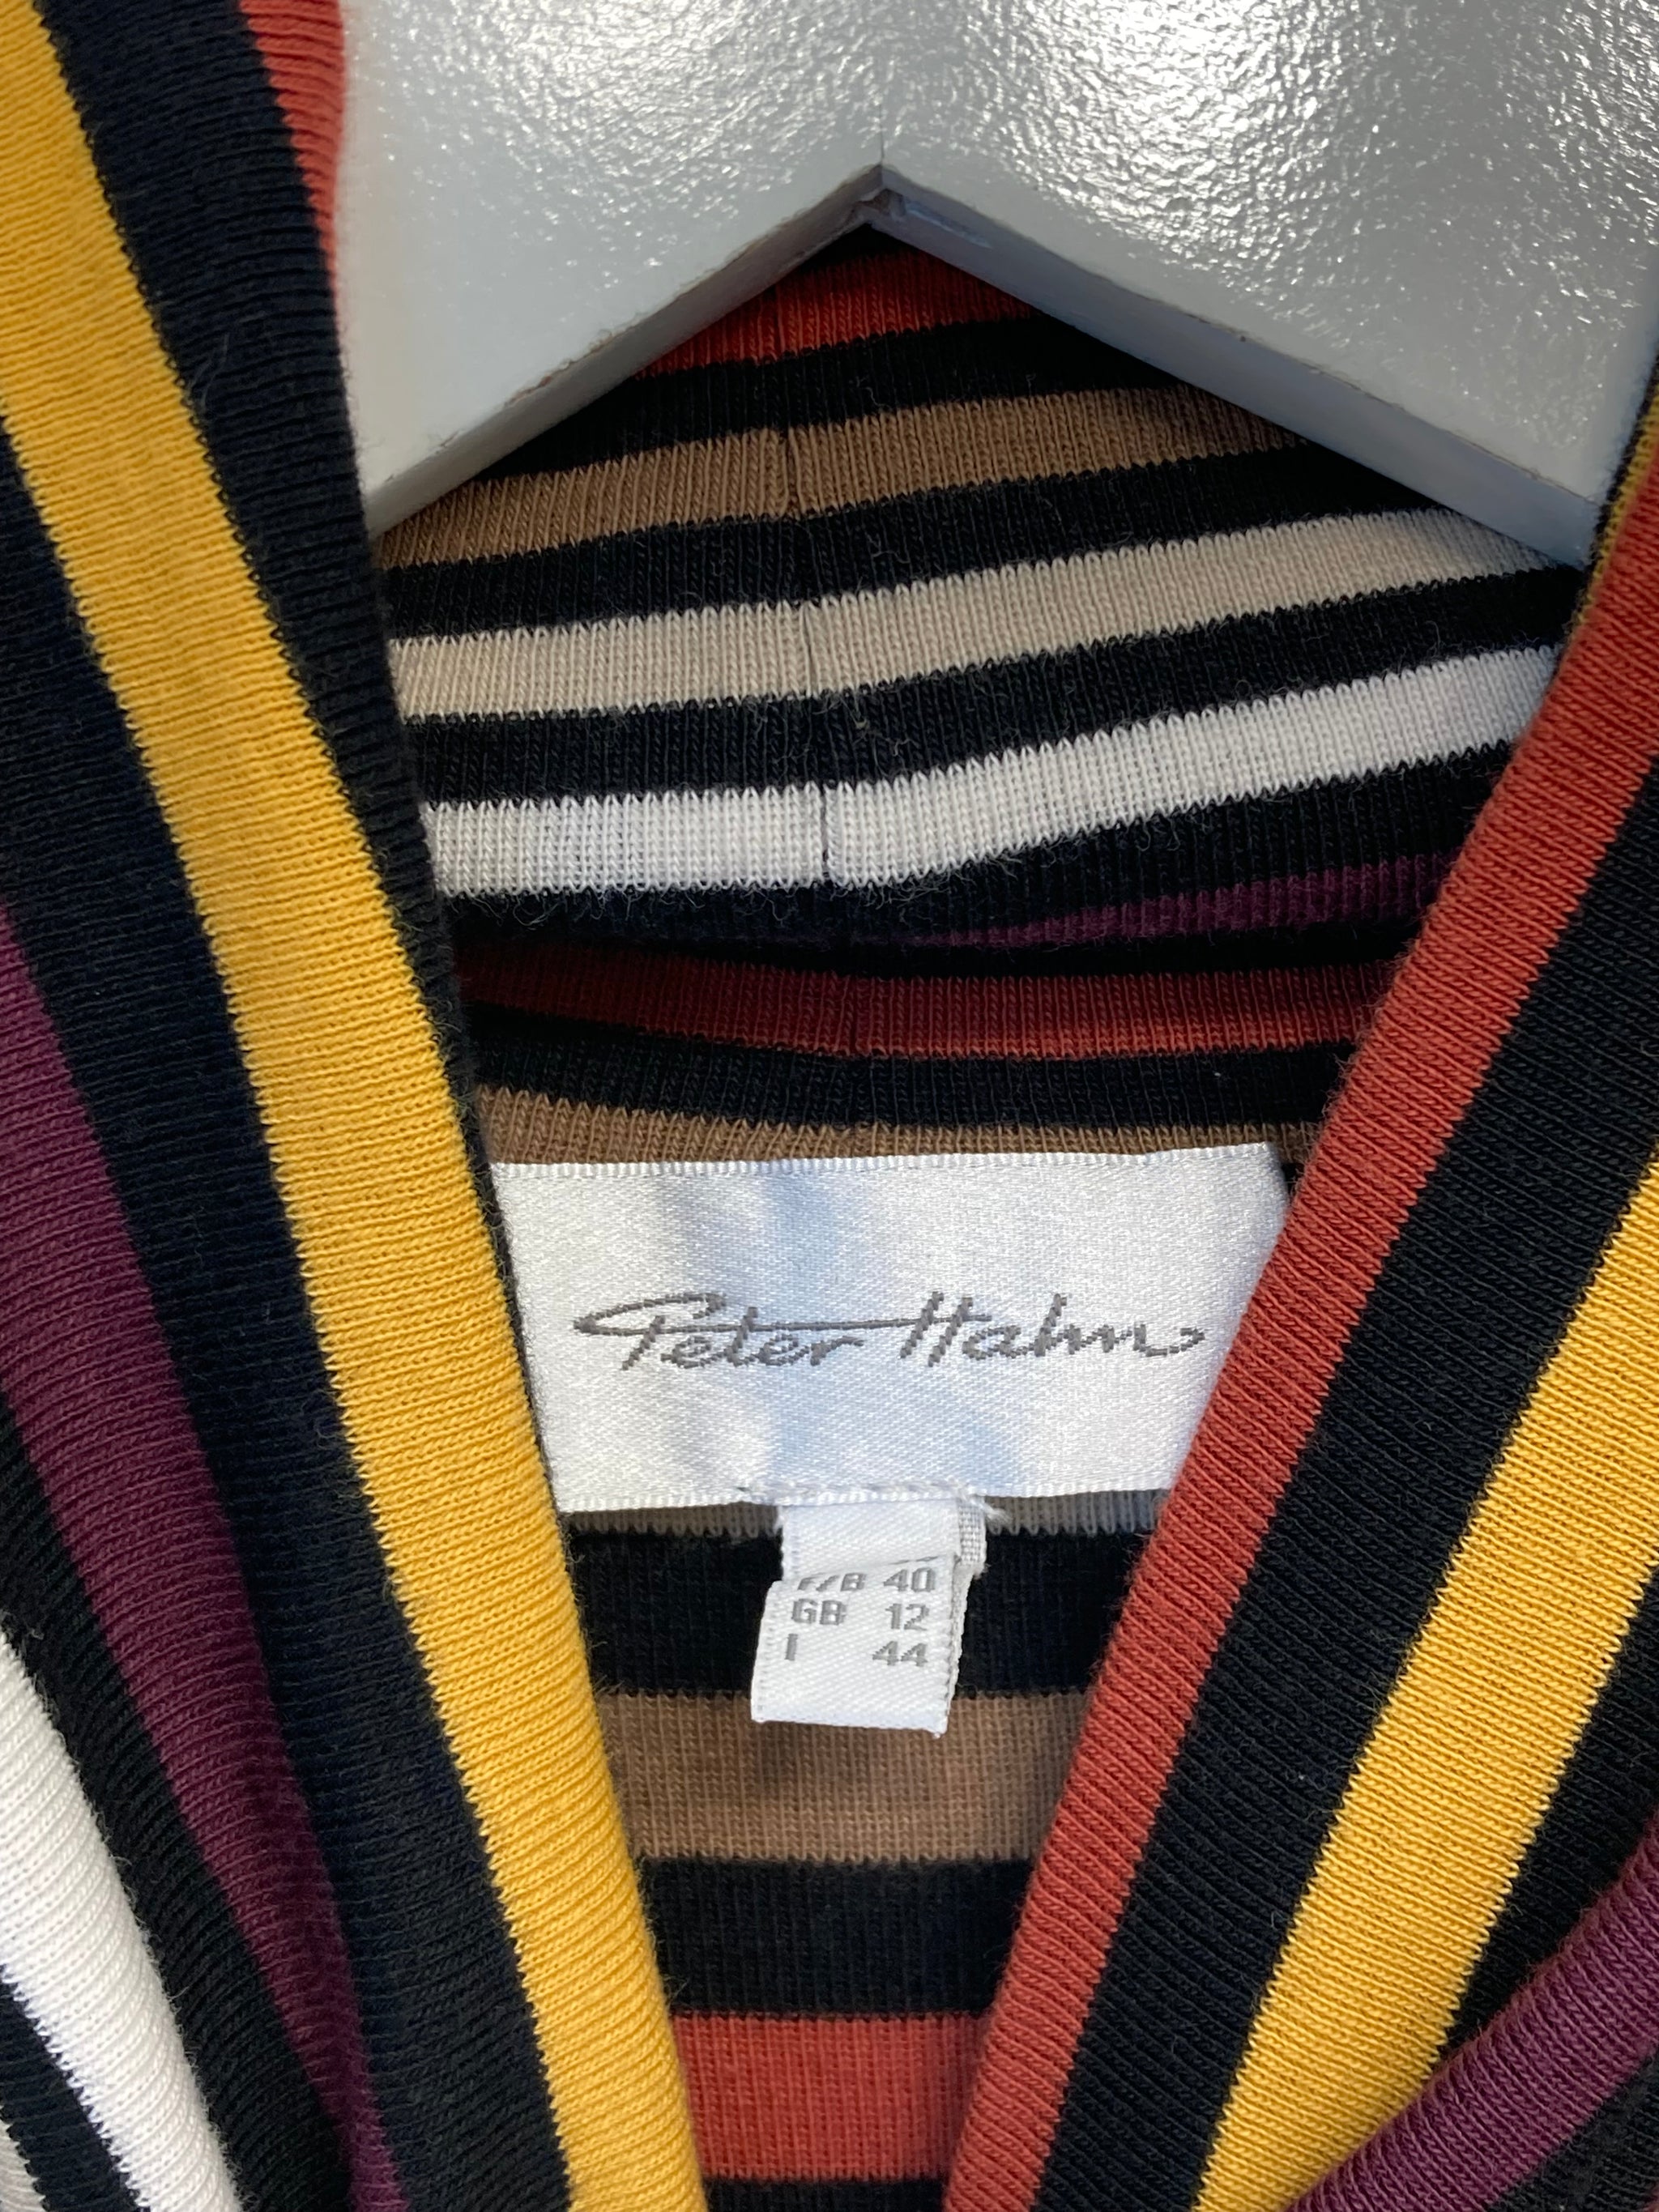 Peter Hahn
F/B 40
GB 12
I 44